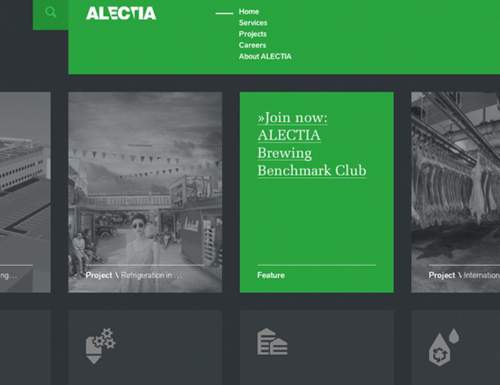 ALECTIA
Home
Services
Projects
Careers
About ALECTIA
»Join now:
ALECTIA
Brewing
Benchmark Club
ng...
Project \ Refrigeration in ...
Feature
Project \ Internation